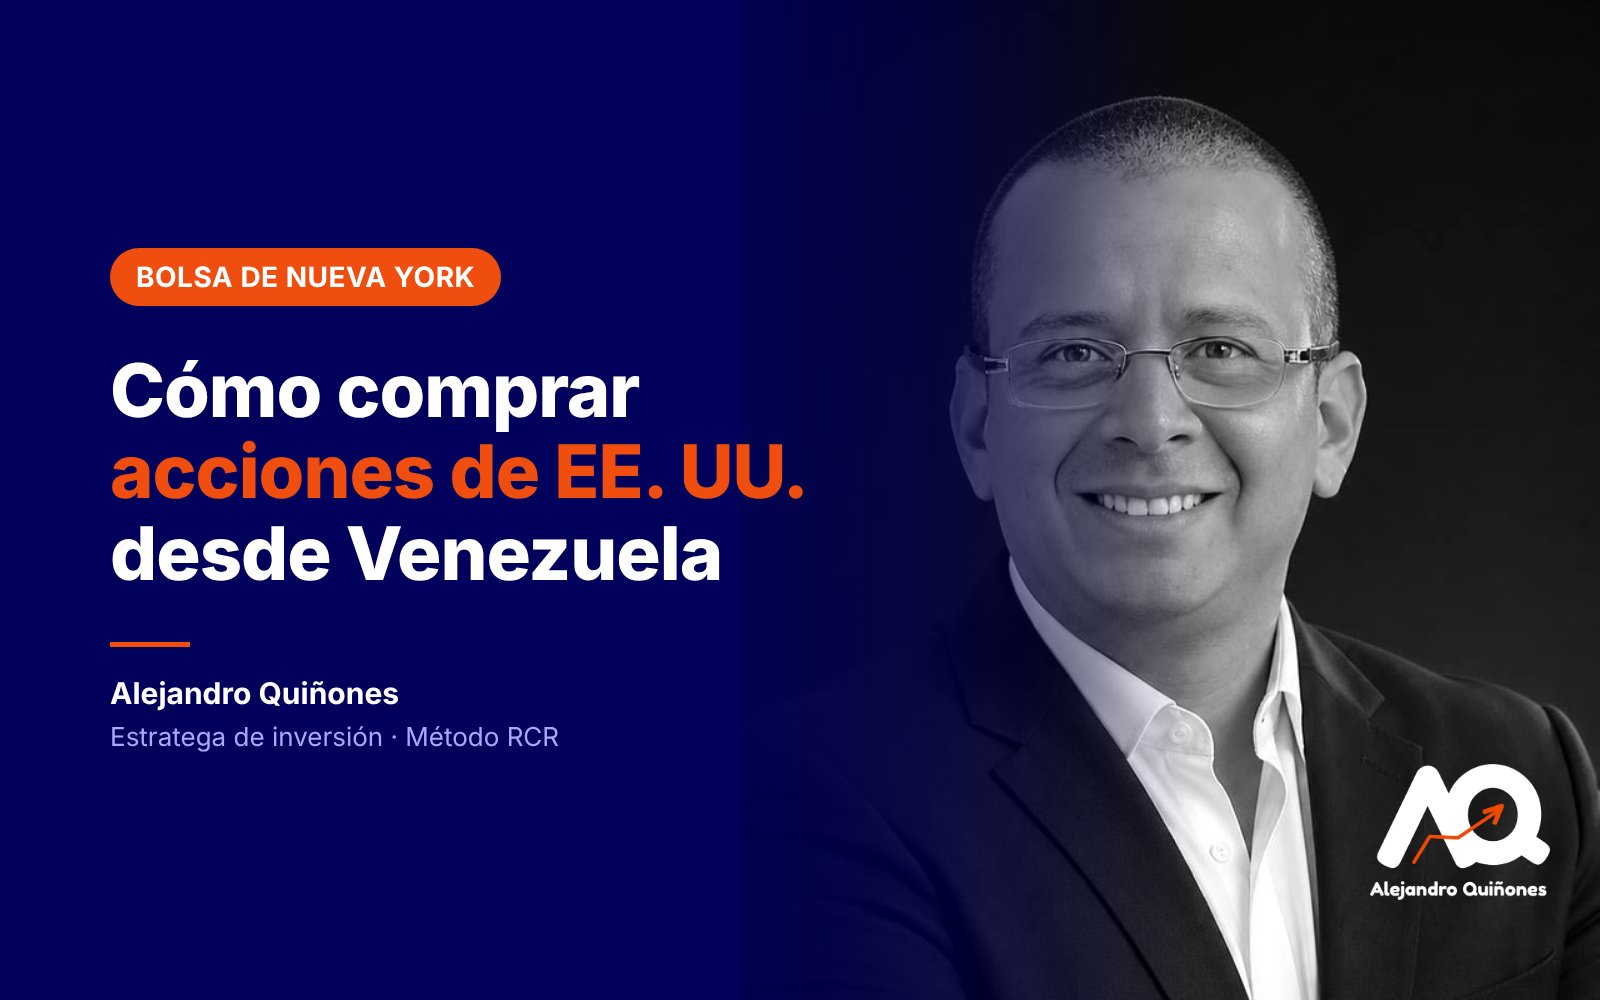 BOLSA DE NUEVA YORK
Cómo comprar
acciones de EE. UU.
desde Venezuela
Alejandro Quiñones
Estratega de inversión · Método RCR
AQ
Alejandro Quiñones